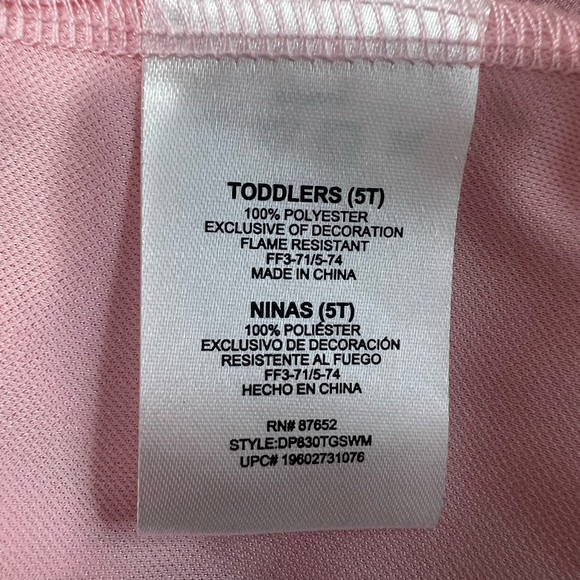 TODDLERS (5T)
100% POLYESTER
EXCLUSIVE OF DECORATION
FLAME RESISTANT
FF3-71/5-74
MADE IN CHINA
NINAS (5T)
100% POLIÉSTER
EXCLUSIVO DE DECORACIÓN
RESISTENTE AL FUEGO
FF3-71/5-74
HECHO EN CHINA
RN# 87652
STYLE:DP830TGSWM
UPC# 19602731076